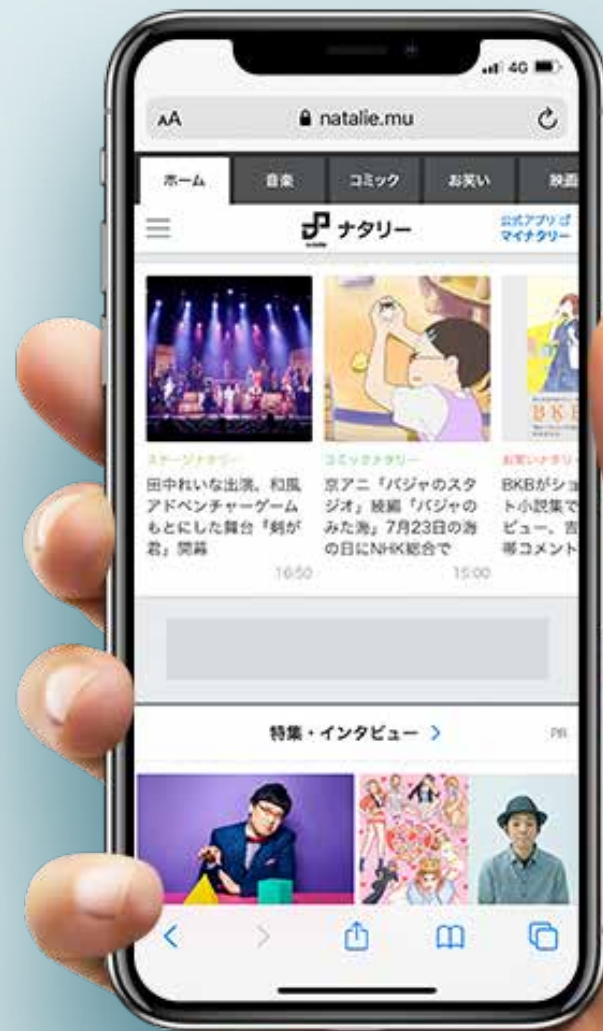 4G
AA natalie.mu
ホーム 音楽 コミック お笑い 映画
ナタリー
公式アプリ
マイナタリー
ステージナタリー
田中れいな出演、和風
アドベンチャーゲーム
もとにした舞台「剣が
君」開幕
16:50
コミックナタリー
京アニ「バジャのスタ
ジオ」続編「バジャの
みた海」7月23日の海
の日にNHK総合で
15:00
お笑いナタリ
BKBがショ
ト小説集で
ビュー、吉
帯コメント
BKB
特集・インタビュー
PR